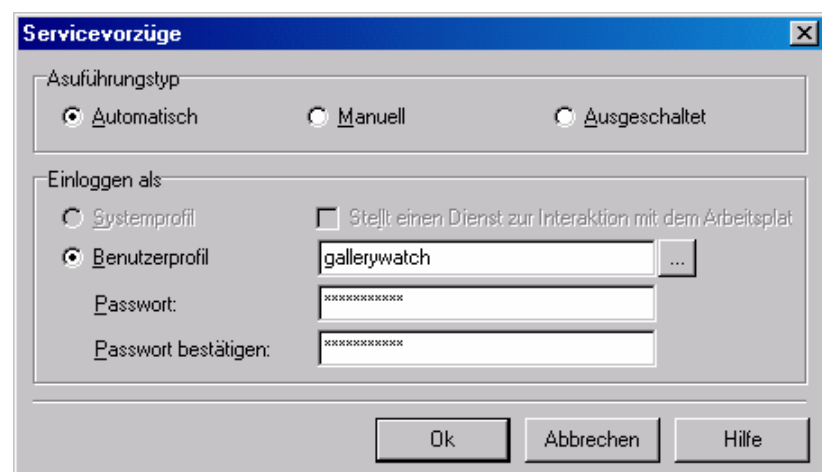 Servicevorzüge
Asuführungstyp
Automatisch Manuell Ausgeschaltet
Einloggen als
Systemprofil Stellt einen Dienst zur Interaktion mit dem Arbeitsplat
Benutzerprofil gallerywatch ...
Passwort: ***********
Passwort bestätigen: ***********
Ok Abbrechen Hilfe